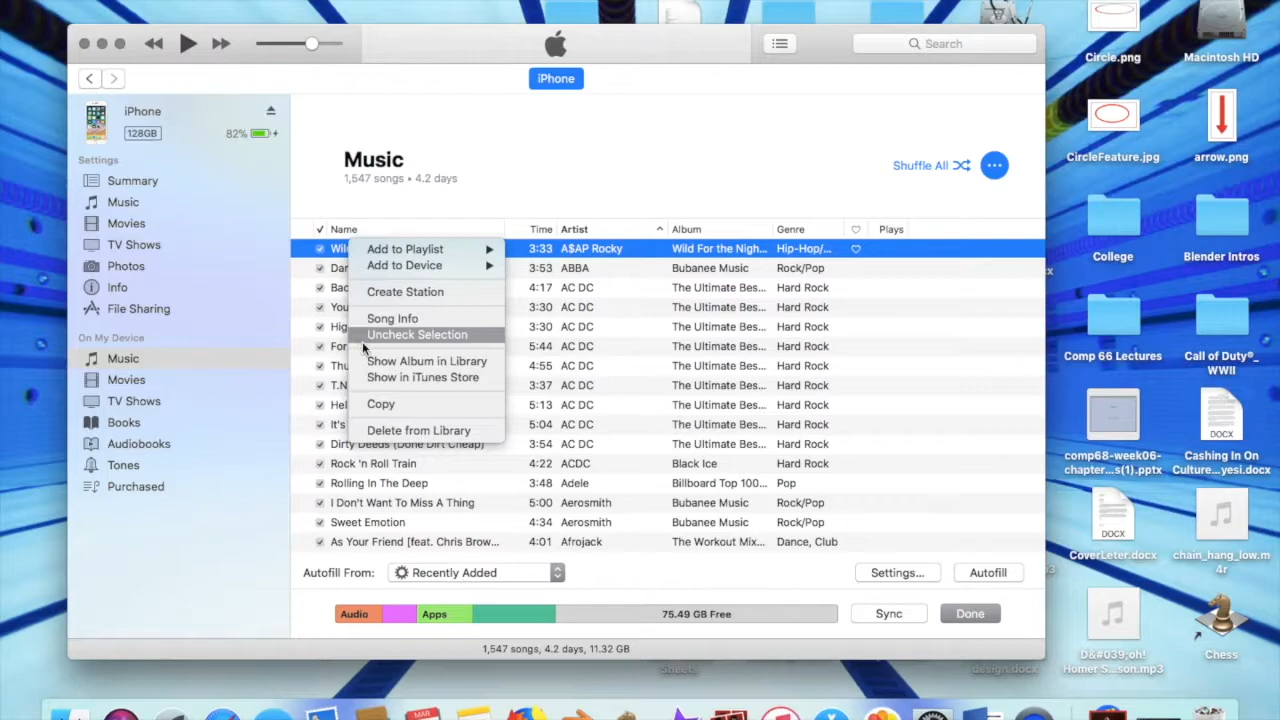 Search
iPhone
iPhone
128GB
82%
Settings
Summary
Music
Movies
TV Shows
Photos
Info
File Sharing
On My Device
Music
Movies
TV Shows
Books
Audiobooks
Tones
Purchased
Music
1,547 songs • 4.2 days
Shuffle All
✓ Name Time Artist Album Genre Plays
3:33 A$AP Rocky Wild For the Nigh... Hip-Hop/...
3:53 ABBA Bubanee Music Rock/Pop
4:17 AC DC The Ultimate Bes... Hard Rock
You 3:30 AC DC The Ultimate Bes... Hard Rock
3:30 AC DC The Ultimate Bes... Hard Rock
For 5:44 AC DC The Ultimate Bes... Hard Rock
4:55 AC DC The Ultimate Bes... Hard Rock
T.N 3:37 AC DC The Ultimate Bes... Hard Rock
5:13 AC DC The Ultimate Bes... Hard Rock
It's 5:04 AC DC The Ultimate Bes... Hard Rock
Dirty Deeds (Done Dirt Cheap) 3:54 AC DC The Ultimate Bes... Hard Rock
Rock 'n Roll Train 4:22 ACDC Black Ice Hard Rock
Rolling In The Deep 3:48 Adele Billboard Top 100... Pop
I Don't Want To Miss A Thing 5:00 Aerosmith Bubanee Music Rock/Pop
Sweet Emotion 4:34 Aerosmith Bubanee Music Rock/Pop
As Your Friend [feat. Chris Brow... 4:01 Afrojack The Workout Mix... Dance, Club
Add to Playlist
Add to Device
Create Station
Song Info
Uncheck Selection
Show Album in Library
Show in iTunes Store
Copy
Delete from Library
Autofill From: Recently Added Settings... Autofill
Audio Apps 75.49 GB Free Sync Done
1,547 songs, 4.2 days, 11.32 GB
Sheets
design.docx
Circle.png
Macintosh HD
CircleFeature.jpg
arrow.png
College
Blender Intros
Comp 66 Lectures
Call of Duty®_
WWII
DOCX
comp68-week06-
chapter...s(1).pptx
Cashing In On
Culture...yesi.docx
DOCX
CoverLeter.docx
chain_hang_low.m
4r
D&#039;oh!
Homer S...son.mp3
Chess
MAR